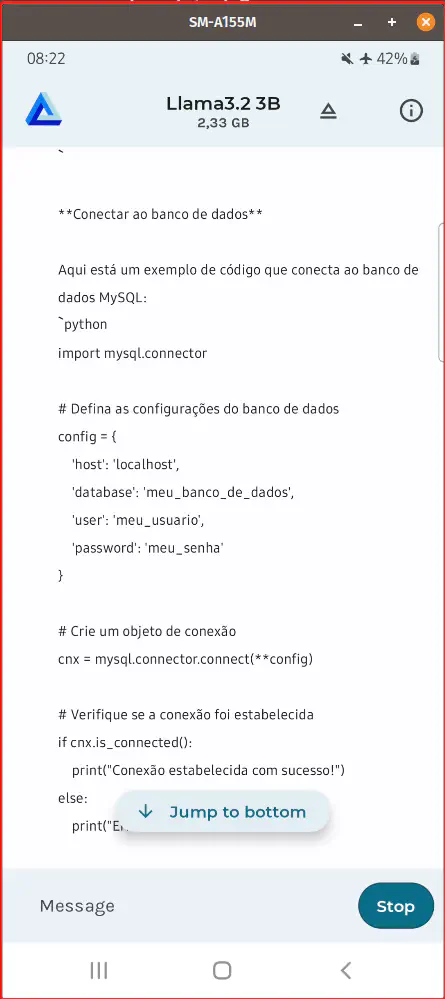 SM-A155M
08:22
42%
Llama3.2 3B
2,33 GB
`
**Conectar ao banco de dados**
Aqui está um exemplo de código que conecta ao banco de
dados MySQL:
`python
import mysql.connector
# Defina as configurações do banco de dados
config = {
'host': 'localhost',
'database': 'meu_banco_de_dados',
'user': 'meu_usuario',
'password': 'meu_senha'
}
# Crie um objeto de conexão
cnx = mysql.connector.connect(**config)
# Verifique se a conexão foi estabelecida
if cnx.is_connected():
print("Conexão estabelecida com sucesso!")
else:
Jump to bottom
print("Er
Message
Stop